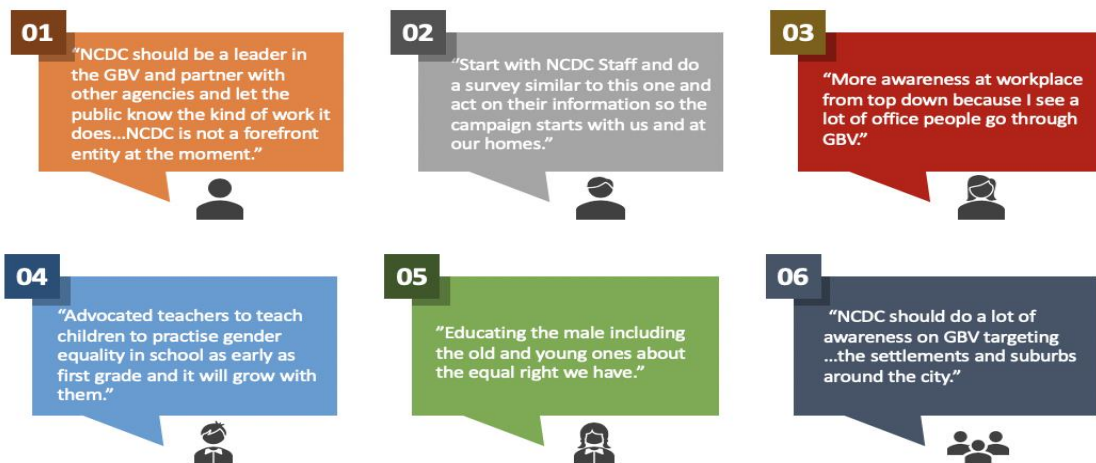 01
"NCDC should be a leader in
the GBV and partner with
other agencies and let the
public know the kind of work it
does...NCDC is not a forefront
entity at the moment."
02
"Start with NCDC Staff and do
a survey similar to this one and
act on their information so the
campaign starts with us and at
our homes."
03
"More awareness at workplace
from top down because I see a
lot of office people go through
GBV."
04
"Advocated teachers to teach
children to practise gender
equality in school as early as
first grade and it will grow with
them."
05
"Educating the male including
the old and young ones about
the equal right we have."
06
"NCDC should do a lot of
awareness on GBV targeting
...the settlements and suburbs
around the city."